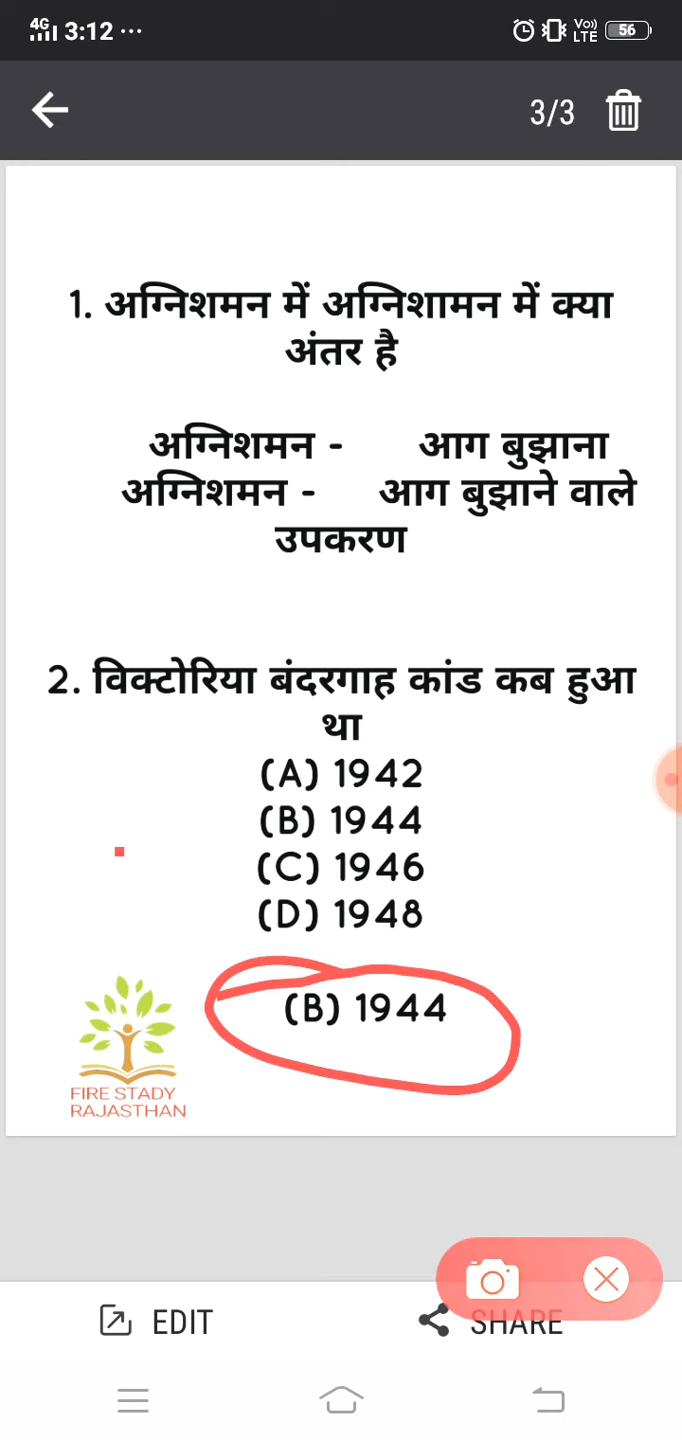 4G 3:12 ... Vo)) LTE 56
3/3
1. अग्निशमन में अग्निशामन में क्या
अंतर है
अग्निशमन - आग बुझाना
अग्निशमन - आग बुझाने वाले
उपकरण
2. विक्टोरिया बंदरगाह कांड कब हुआ
था
(A) 1942
(B) 1944
(C) 1946
(D) 1948
(B) 1944
FIRE STADY
RAJASTHAN
EDIT SHARE